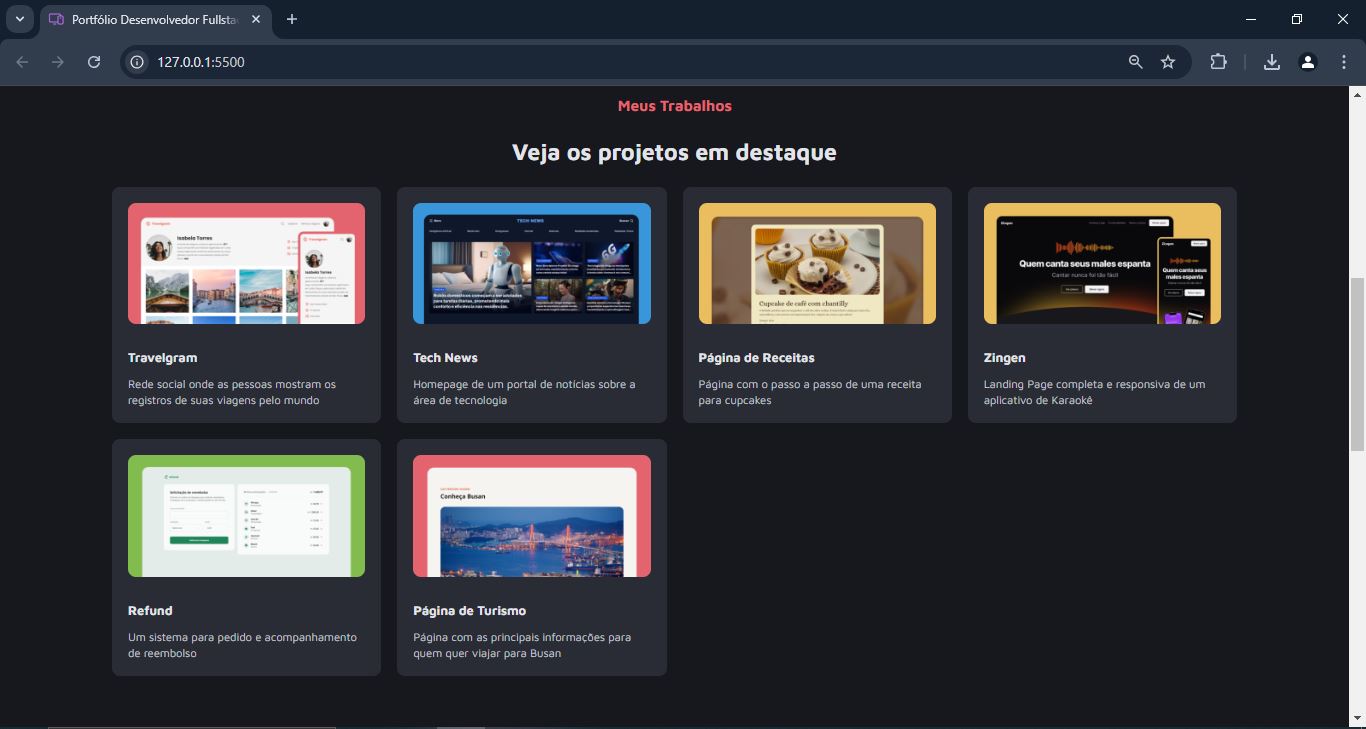 Portfólio Desenvolvedor Fullsta
127.0.0.1:5500
Meus Trabalhos
Veja os projetos em destaque
Travelgram
Isabela Torres
Travelgram
Isabela Torres
TECH NEWS
Cupcake de café com chantilly
Zingen
Quem canta seus males espanta
Cantar nunca foi tão fácil
Zingen
Quem canta seus
males espanta
Travelgram
Rede social onde as pessoas mostram os
registros de suas viagens pelo mundo
Tech News
Homepage de um portal de notícias sobre a
área de tecnologia
Página de Receitas
Página com o passo a passo de uma receita
para cupcakes
Zingen
Landing Page completa e responsiva de um
aplicativo de Karaokê
Conheça Busan
Refund
Um sistema para pedido e acompanhamento
de reembolso
Página de Turismo
Página com as principais informações para
quem quer viajar para Busan